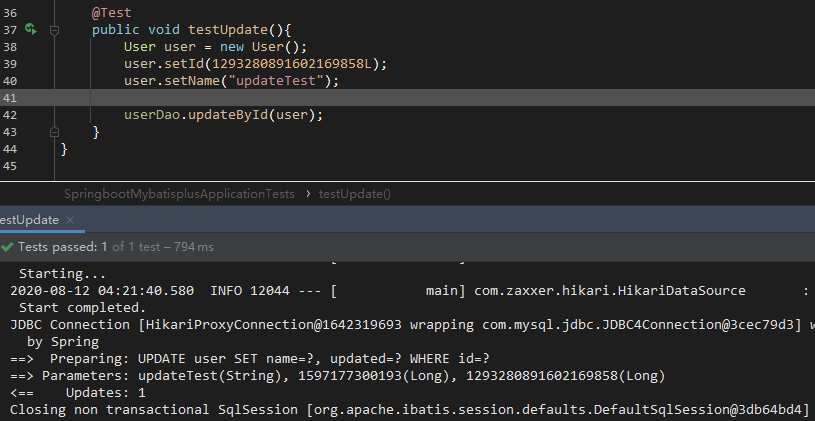 36 @Test
37 public void testUpdate(){
38 User user = new User();
39 user.setId(1293280891602169858L);
40 user.setName("updateTest");
41
42 userDao.updateById(user);
43 }
44 }
45
SpringbootMybatisplusApplicationTests › testUpdate()
estUpdate ×
Tests passed: 1 of 1 test – 794 ms
Starting...
2020-08-12 04:21:40.580 INFO 12044 --- [ main] com.zaxxer.hikari.HikariDataSource :
Start completed.
JDBC Connection [HikariProxyConnection@1642319693 wrapping com.mysql.jdbc.JDBC4Connection@3cec79d3] w
by Spring
==> Preparing: UPDATE user SET name=?, updated=? WHERE id=?
==> Parameters: updateTest(String), 1597177300193(Long), 1293280891602169858(Long)
<== Updates: 1
Closing non transactional SqlSession [org.apache.ibatis.session.defaults.DefaultSqlSession@3db64bd4]